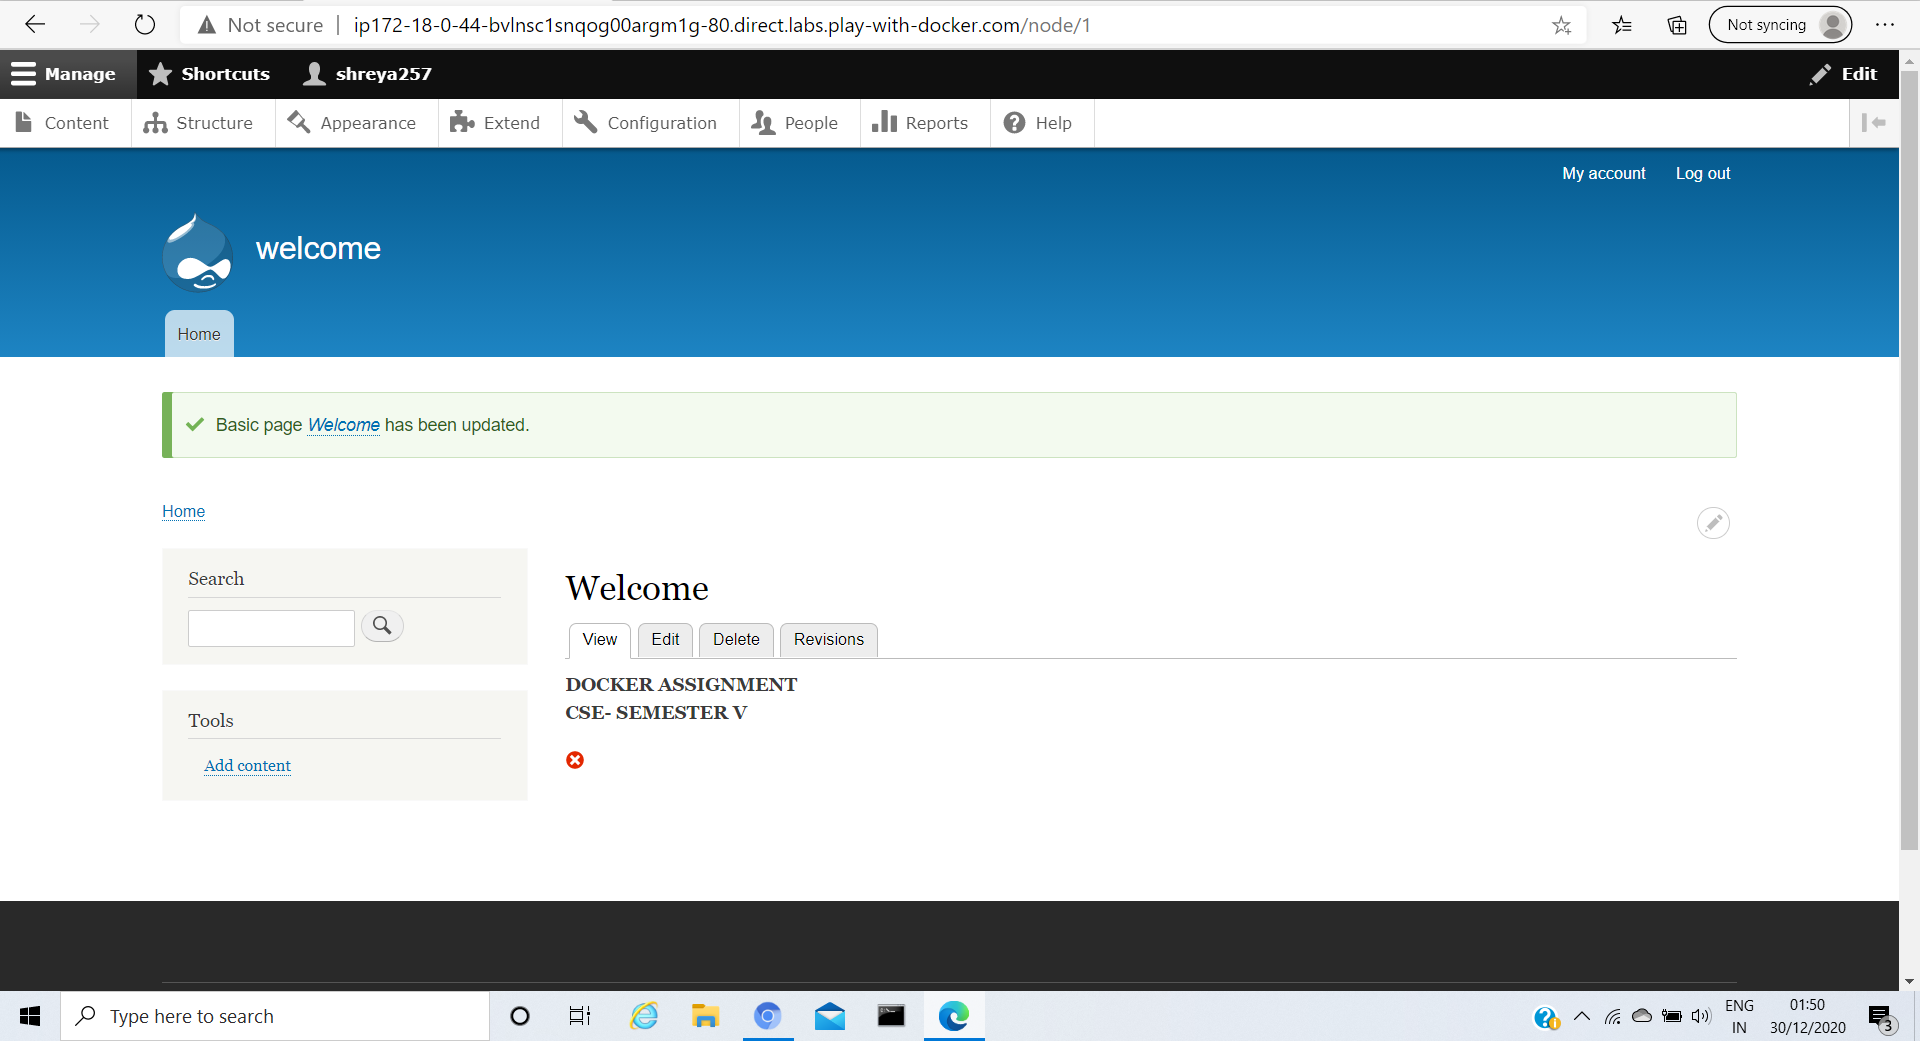 Not secure | ip172-18-0-44-bvlnsc1snqog00argm1g-80.direct.labs.play-with-docker.com/node/1
Not syncing
Manage
Shortcuts
shreya257
Edit
Content
Structure
Appearance
Extend
Configuration
People
Reports
Help
My account
Log out
welcome
Home
Basic page Welcome has been updated.
Home
Search
Tools
Add content
Welcome
View
Edit
Delete
Revisions
DOCKER ASSIGNMENT
CSE- SEMESTER V
Type here to search
ENG
IN
01:50
30/12/2020
3